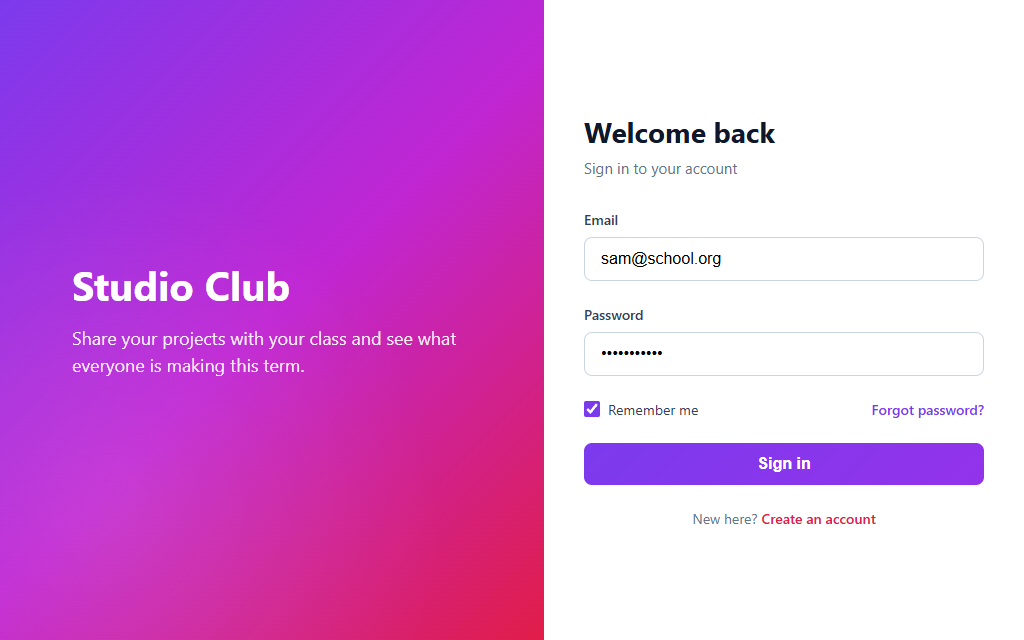 Studio Club
Share your projects with your class and see what
everyone is making this term.
Welcome back
Sign in to your account
Email
sam@school.org
Password
•••••••••••
Remember me
Forgot password?
Sign in
New here? Create an account